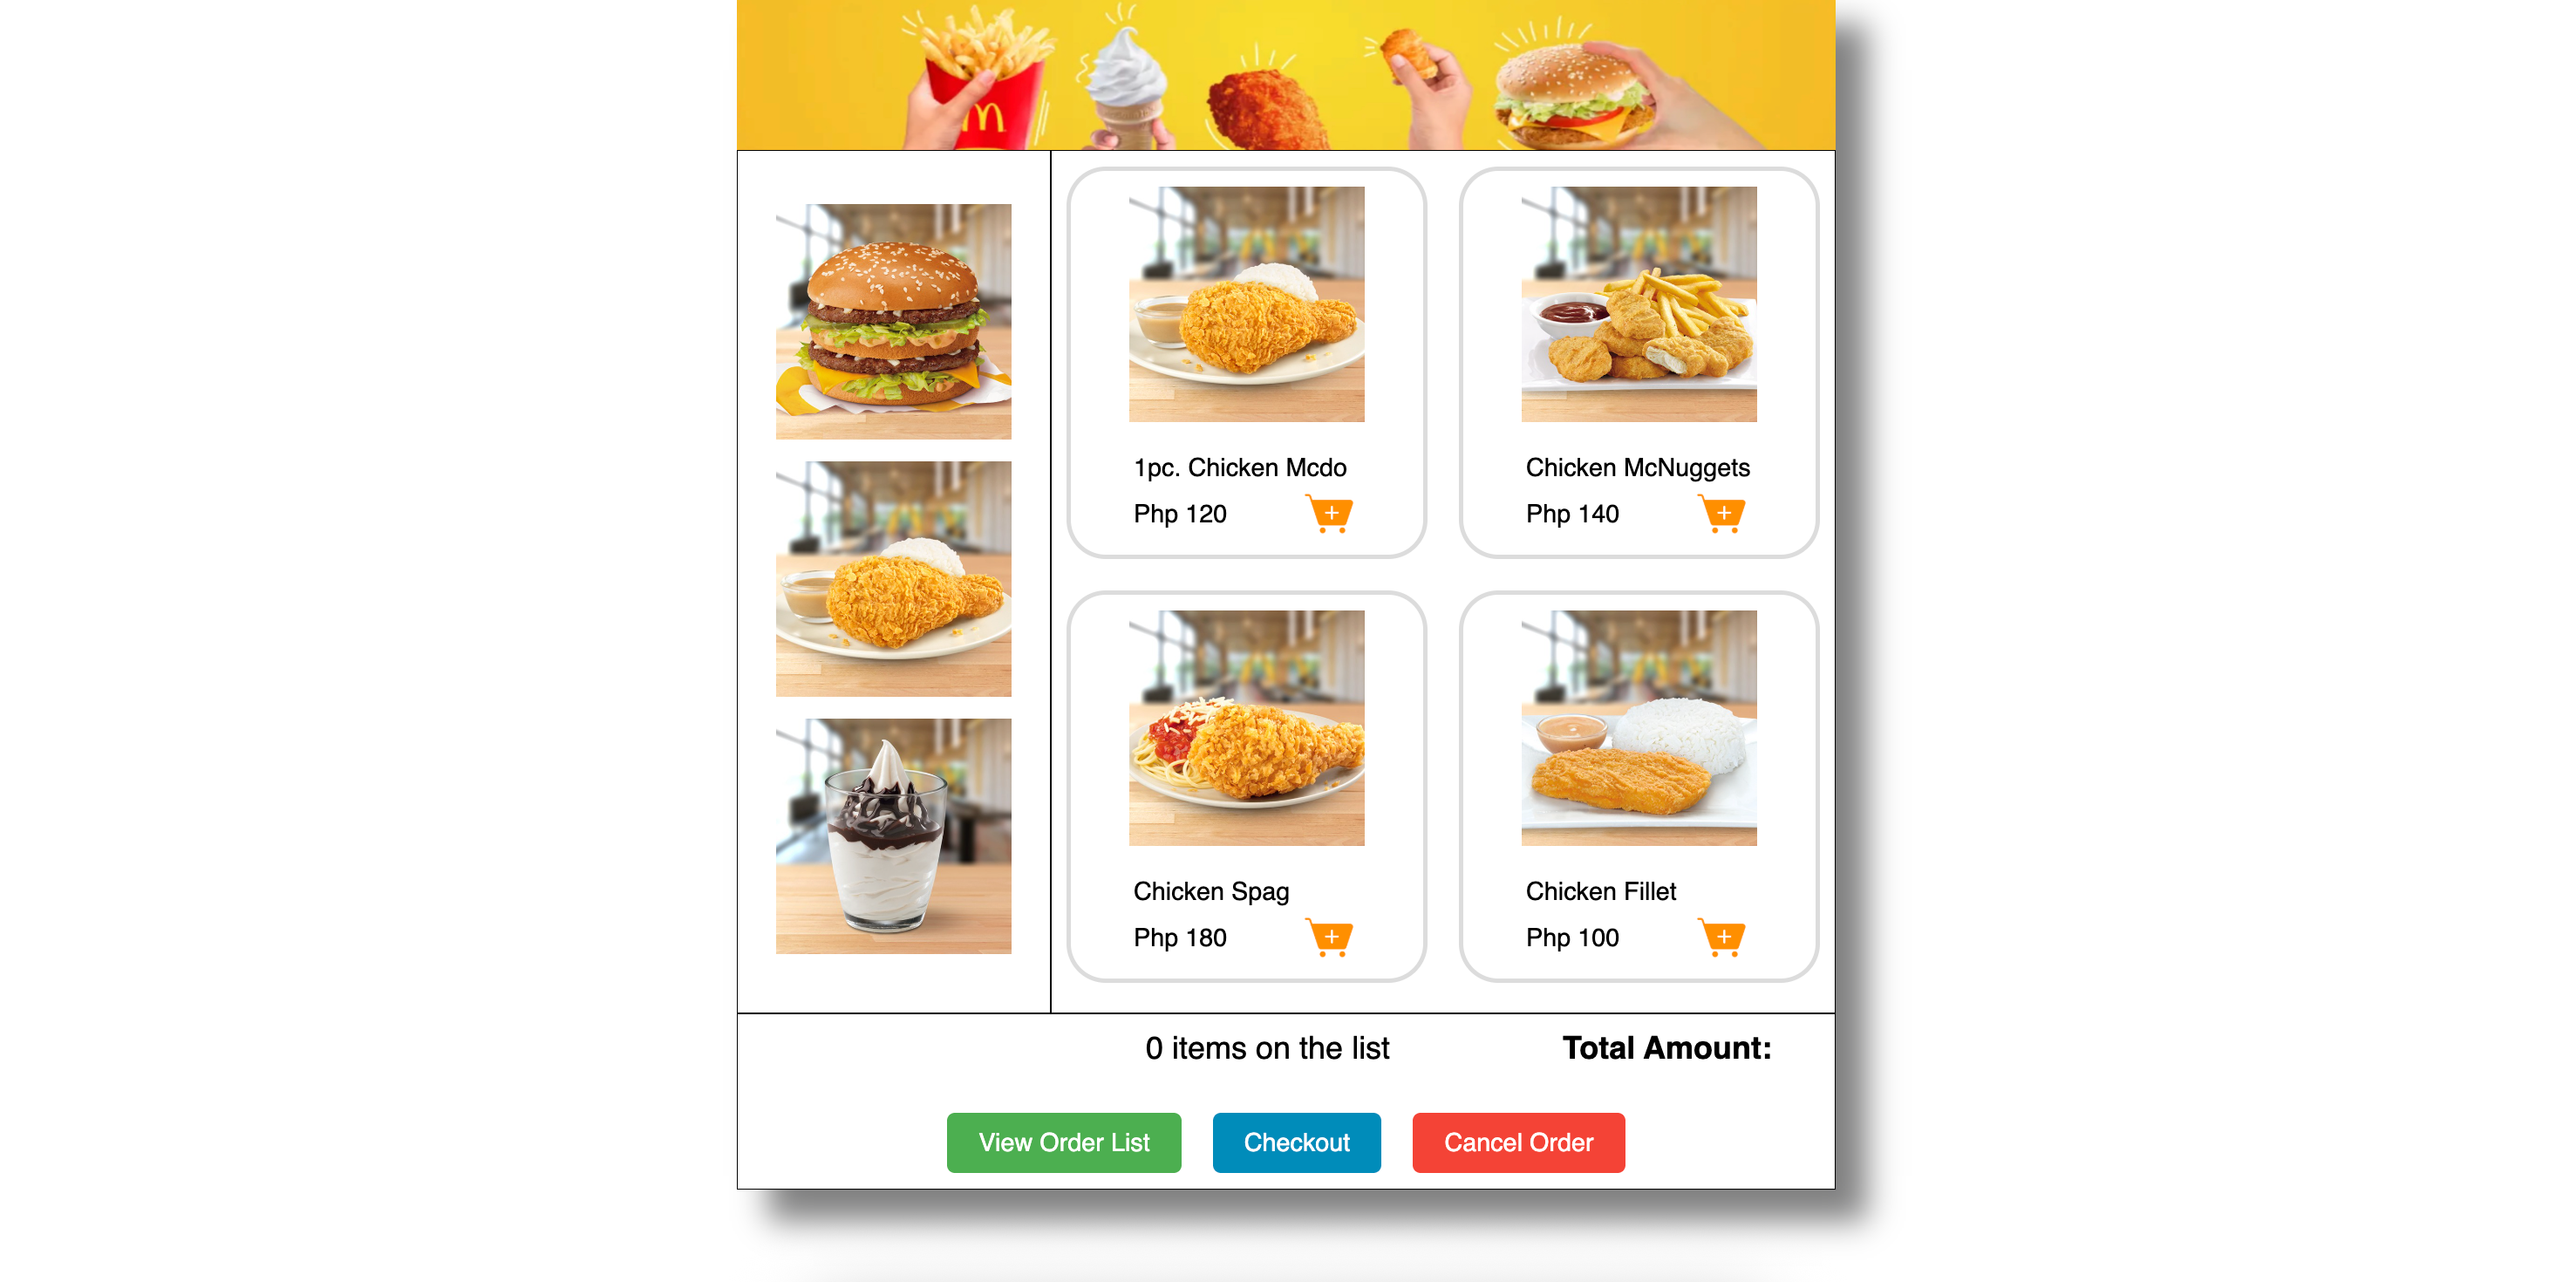 1pc. Chicken Mcdo
Php 120
Chicken McNuggets
Php 140
Chicken Spag
Php 180
Chicken Fillet
Php 100
0 items on the list
Total Amount:
View Order List
Checkout
Cancel Order